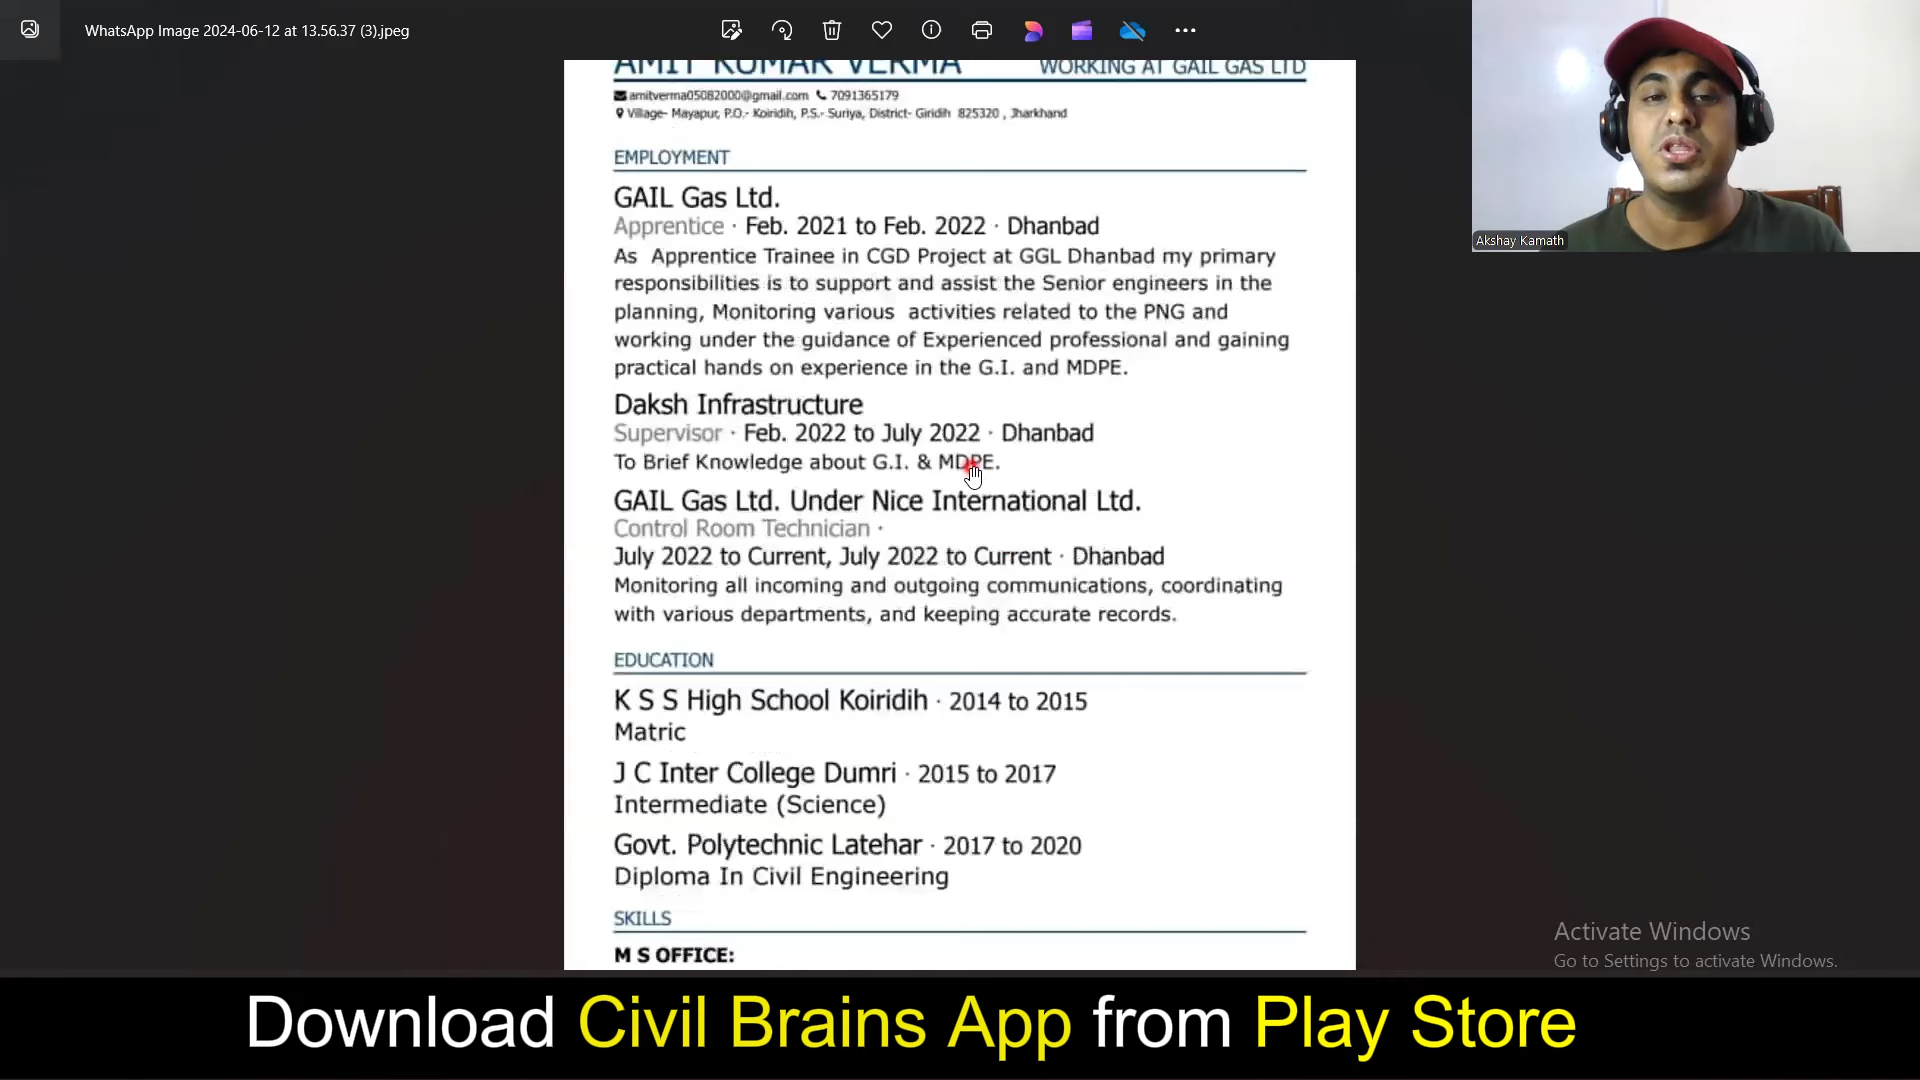 WhatsApp Image 2024-06-12 at 13.56.37 (3).jpeg
AMIT KUMAR VERMA WORKING AT GAIL GAS LTD
amitverma05082000@gmail.com 7091365179
Village- Mayapur, P.O.- Koiridih, P.S.- Suriya, District- Giridih 825320 , Jharkhand
Akshay Kamath
EMPLOYMENT
GAIL Gas Ltd.
Apprentice · Feb. 2021 to Feb. 2022 · Dhanbad
As Apprentice Trainee in CGD Project at GGL Dhanbad my primary
responsibilities is to support and assist the Senior engineers in the
planning, Monitoring various activities related to the PNG and
working under the guidance of Experienced professional and gaining
practical hands on experience in the G.I. and MDPE.
Daksh Infrastructure
Supervisor · Feb. 2022 to July 2022 · Dhanbad
To Brief Knowledge about G.I. & MDPE.
GAIL Gas Ltd. Under Nice International Ltd.
Control Room Technician ·
July 2022 to Current, July 2022 to Current · Dhanbad
Monitoring all incoming and outgoing communications, coordinating
with various departments, and keeping accurate records.
EDUCATION
K S S High School Koiridih · 2014 to 2015
Matric
J C Inter College Dumri · 2015 to 2017
Intermediate (Science)
Govt. Polytechnic Latehar · 2017 to 2020
Diploma In Civil Engineering
SKILLS
M S OFFICE:
Activate Windows
Go to Settings to activate Windows.
Download Civil Brains App from Play Store